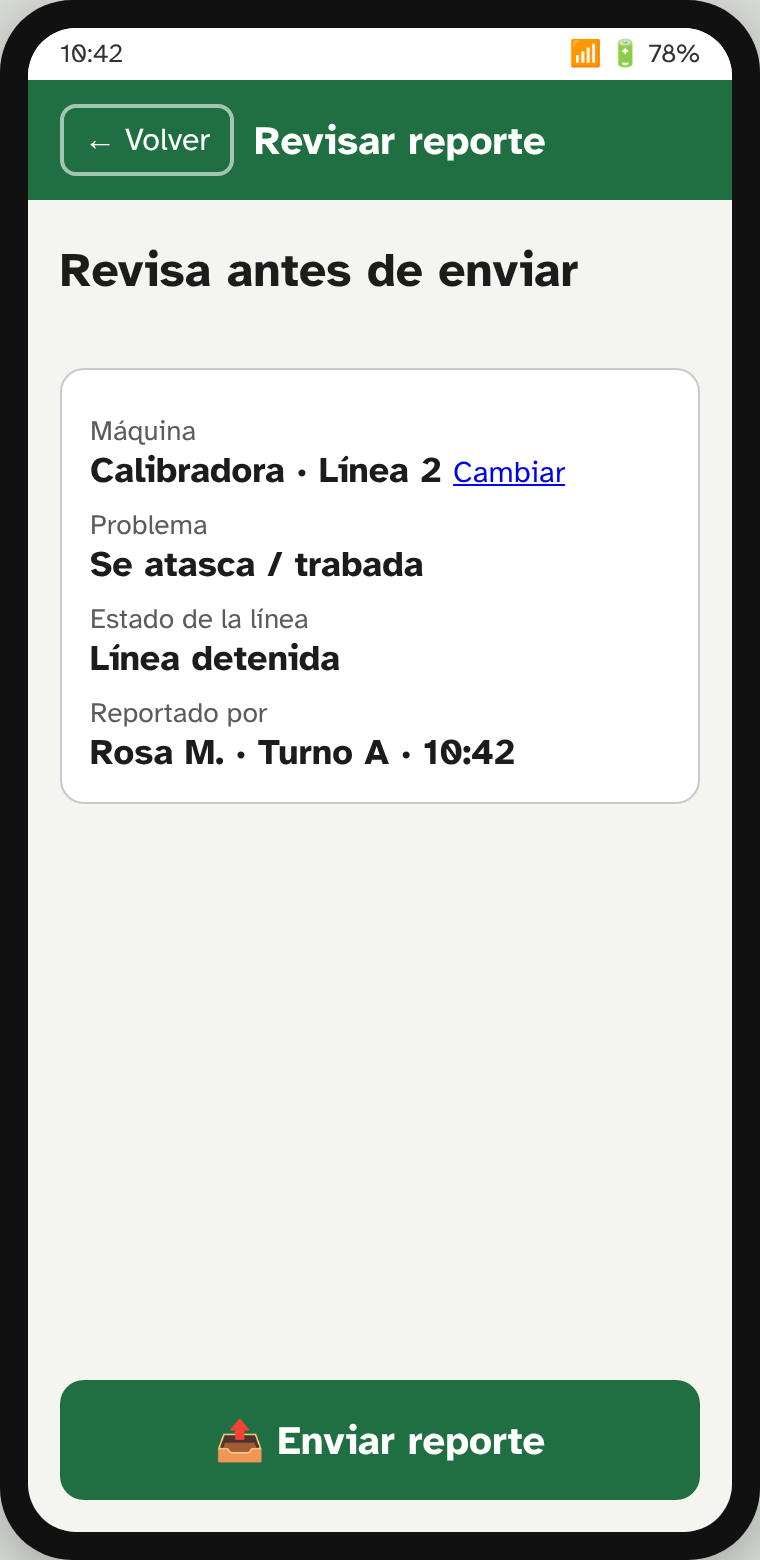 10:42 📶 🔋 78%
← Volver Revisar reporte
Revisa antes de enviar
Máquina
Calibradora · Línea 2 Cambiar
Problema
Se atasca / trabada
Estado de la línea
Línea detenida
Reportado por
Rosa M. · Turno A · 10:42
📤 Enviar reporte